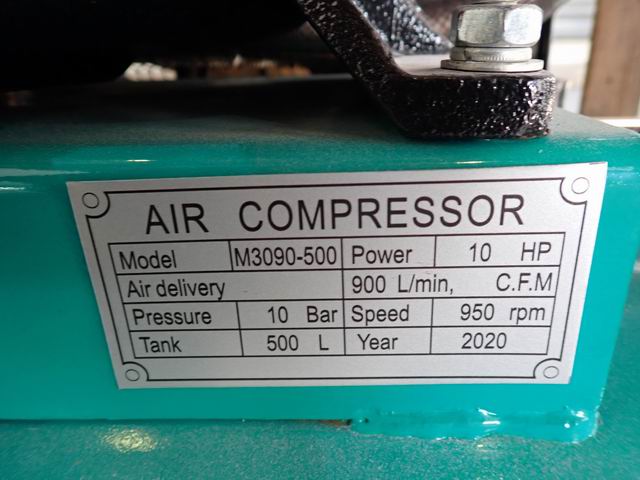 AIR COMPRESSOR
Model M3090-500 Power 10 HP
Air delivery 900 L/min, C.F.M
Pressure 10 Bar Speed 950 rpm
Tank 500 L Year 2020